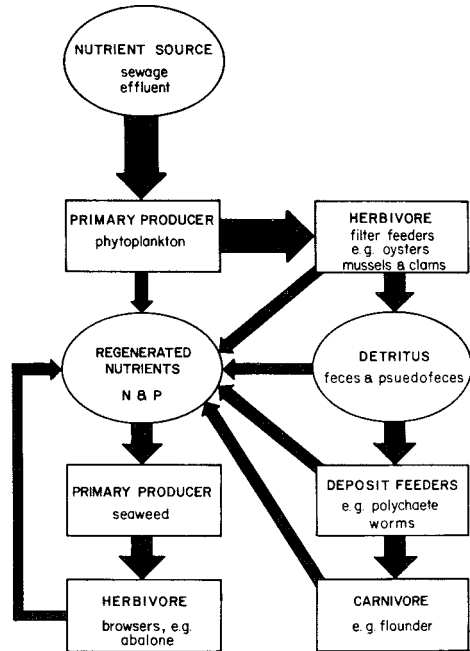 NUTRIENT SOURCE
sewage
effluent
PRIMARY PRODUCER
phytoplankton
HERBIVORE
filter feeders
e.g. oysters
mussels & clams
REGENERATED
NUTRIENTS
N & P
DETRITUS
feces & psuedofeces
PRIMARY PRODUCER
seaweed
DEPOSIT FEEDERS
e.g. polychaete
worms
HERBIVORE
browsers, e.g.
abalone
CARNIVORE
e.g. flounder